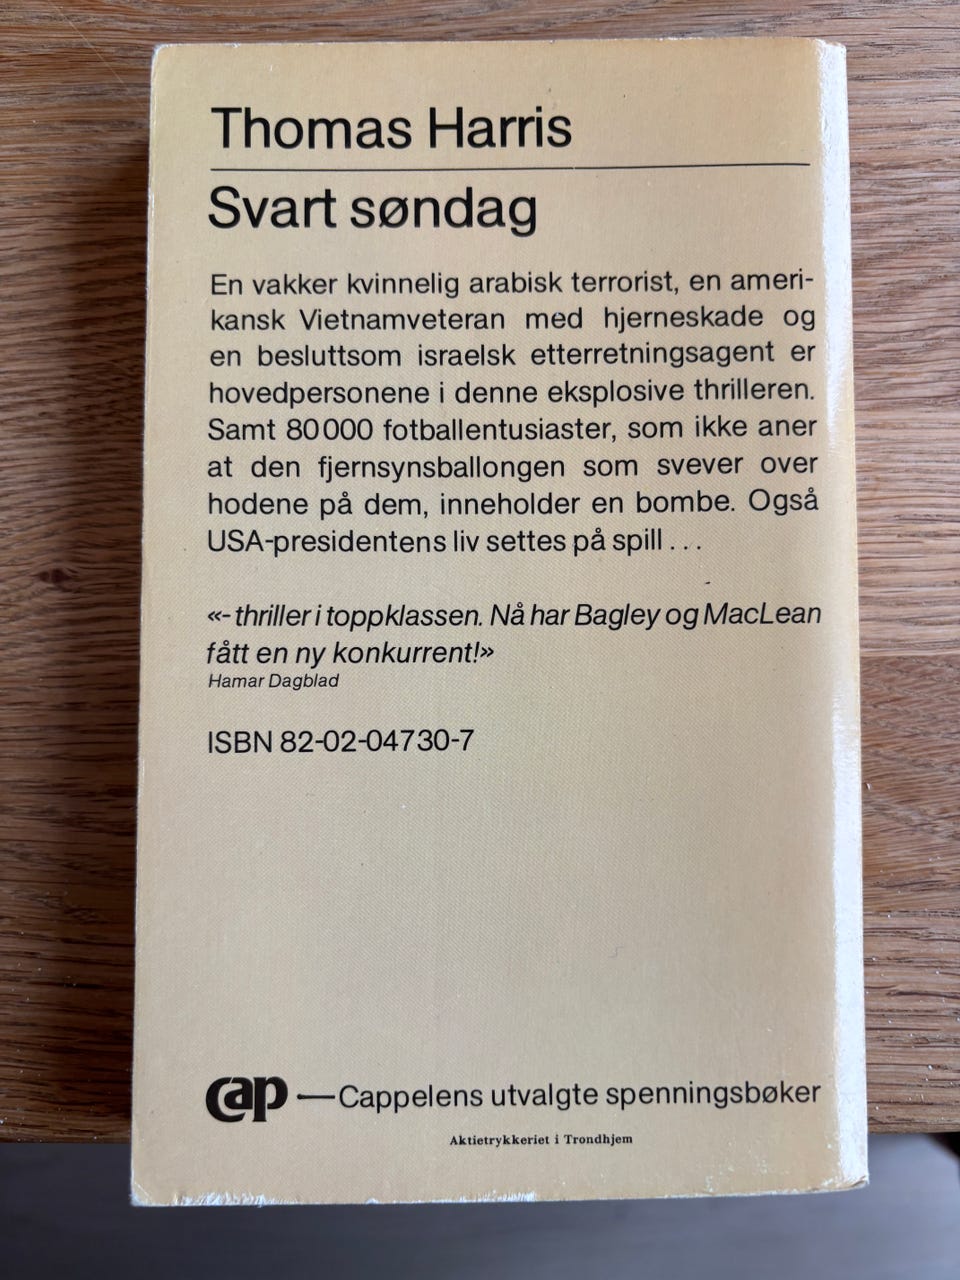 Thomas Harris
Svart søndag
En vakker kvinnelig arabisk terrorist, en ameri-
kansk Vietnamveteran med hjerneskade og
en besluttsom israelsk etterretningsagent er
hovedpersonene i denne eksplosive thrilleren.
Samt 80000 fotballentusiaster, som ikke aner
at den fjernsynsballongen som svever over
hodene på dem, inneholder en bombe. Også
USA-presidentens liv settes på spill . . .
«- thriller i toppklassen. Nå har Bagley og MacLean
fått en ny konkurrent!»
Hamar Dagblad
ISBN 82-02-04730-7
cap — Cappelens utvalgte spenningsbøker
Aktietrykkeriet i Trondhjem